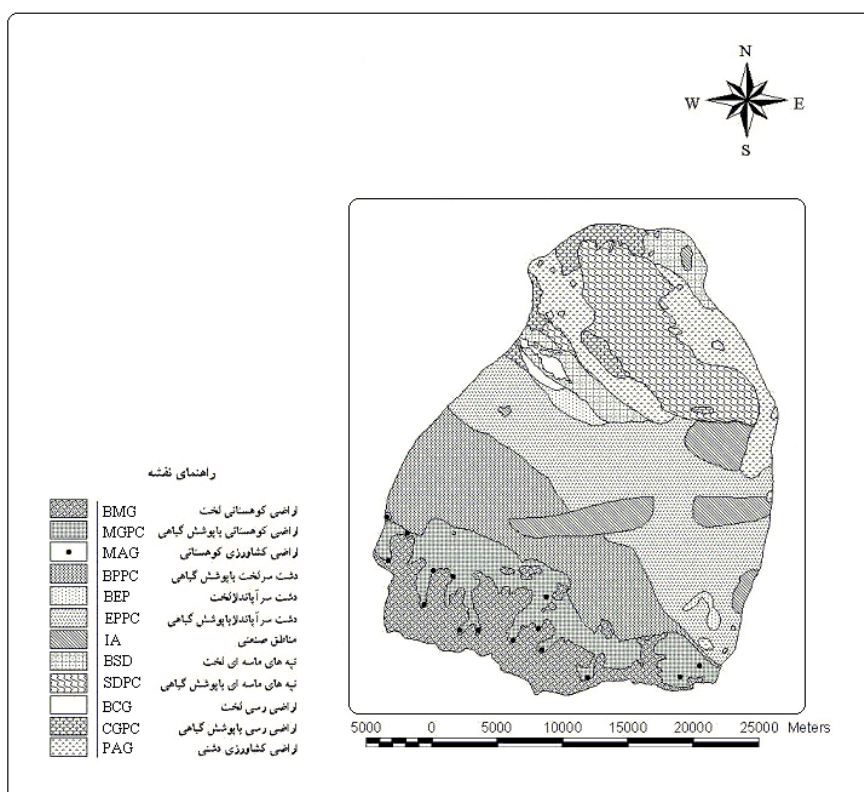 N
W E
S
راهنمای نقشه
BMG اراضی کوهستانی لخت
MGPC اراضی کوهستانی باپوشش گیاهی
MAG اراضی کشاورزی کوهستانی
BPPC دشت سرلخت باپوشش گیاهی
BEP دشت سرآپانداژلخت
EPPC دشت سرآپانداژباپوشش گیاهی
IA مناطق صنعتی
BSD تپه های ماسه ای لخت
SDPC تپه های ماسه ای باپوشش گیاهی
BCG اراضی رسی لخت
CGPC اراضی رسی باپوشش گیاهی
PAG اراضی کشاورزی دشتی
5000 0 5000 10000 15000 20000 25000 Meters